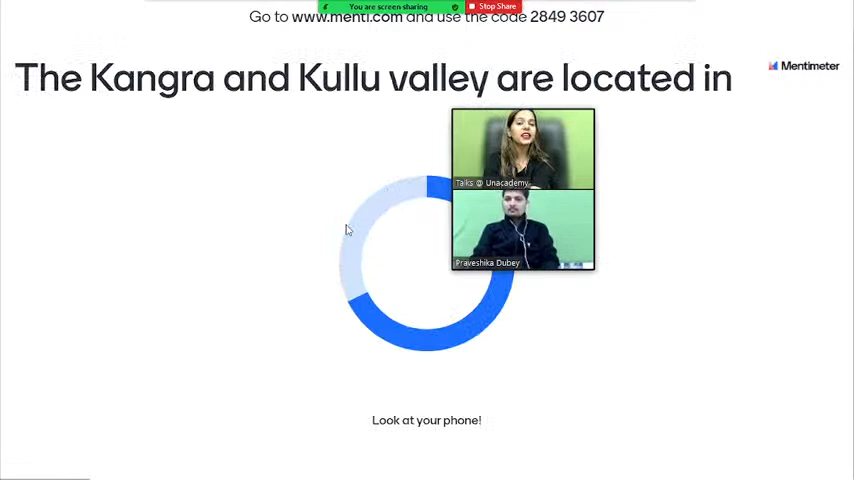 You are screen sharing
Stop Share
Go to www.menti.com and use the code 2849 3607
The Kangra and Kullu valley are located in
Mentimeter
Talks @ Unacademy
Praveshika Dubey
Look at your phone!